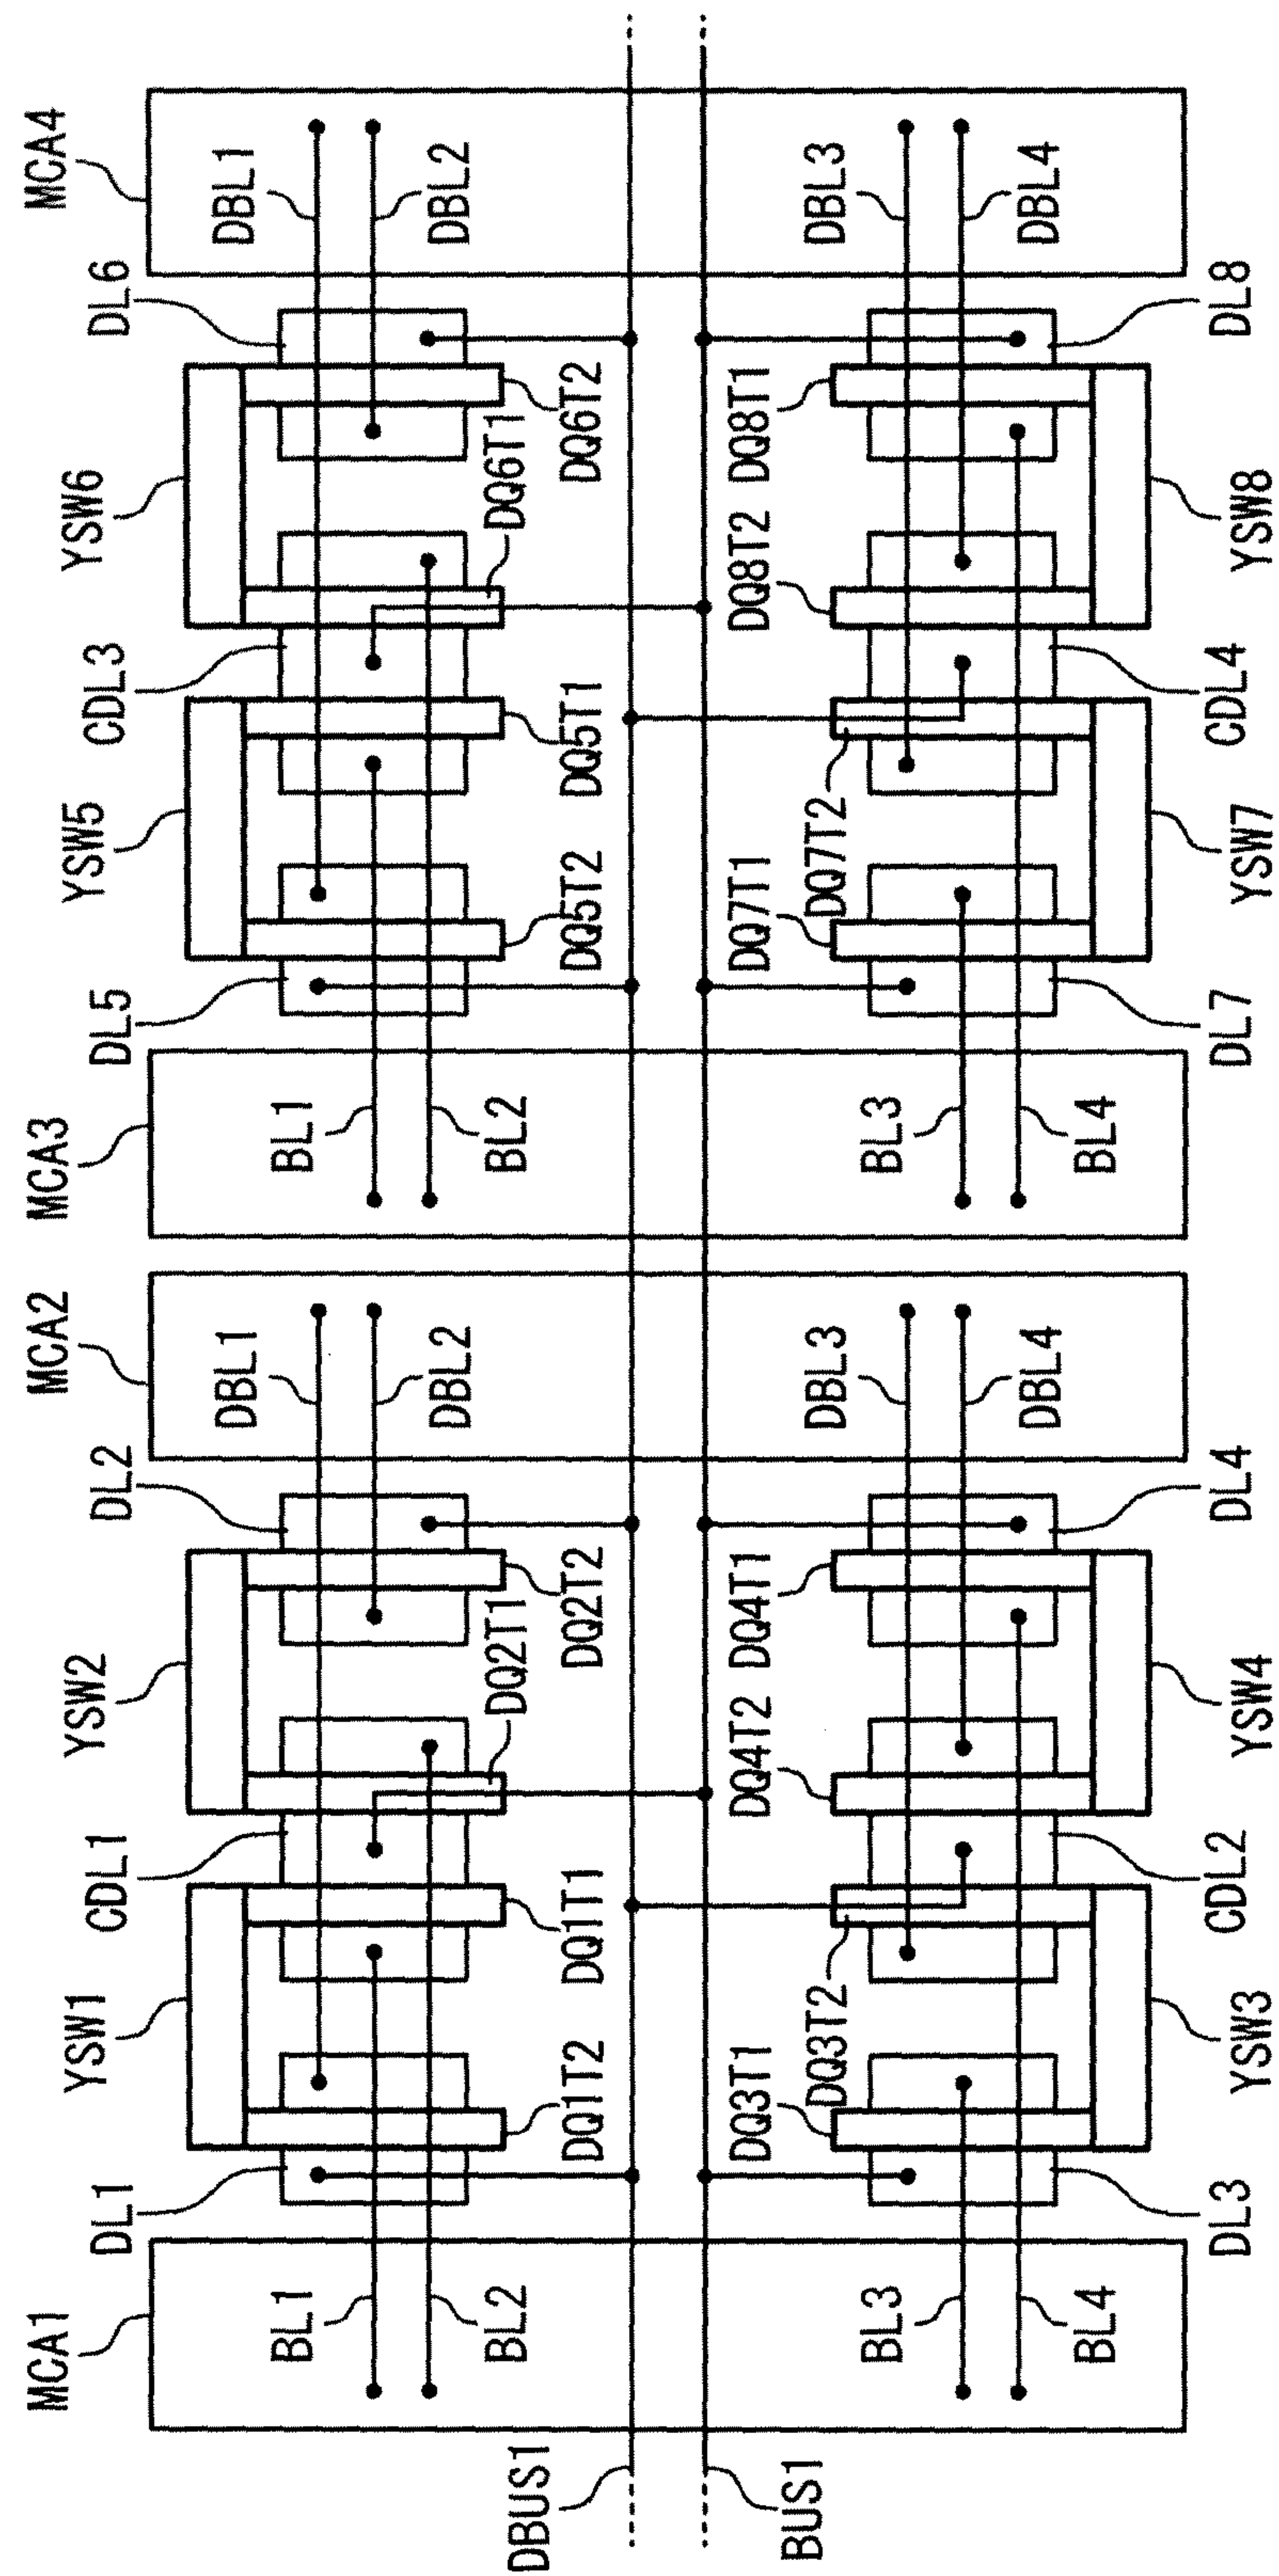 MCA1
MCA2
MCA3
MCA4
DL1
DL2
DL5
DL6
YSW1
CDL1
YSW2
YSW5
CDL3
YSW6
BL1
BL2
DBL1
DBL2
BL1
BL2
DBL1
DBL2
DQ1T2
DQ1T1
DQ2T1
DQ2T2
DQ5T2
DQ5T1
DQ6T1
DQ6T2
DBUS1
BUS1
DQ3T1
DQ3T2
DQ4T2
DQ4T1
DQ7T1
DQ7T2
DQ8T2
DQ8T1
BL3
BL4
DBL3
DBL4
BL3
BL4
DBL3
DBL4
DL3
YSW3
CDL2
YSW4
DL4
DL7
YSW7
CDL4
YSW8
DL8